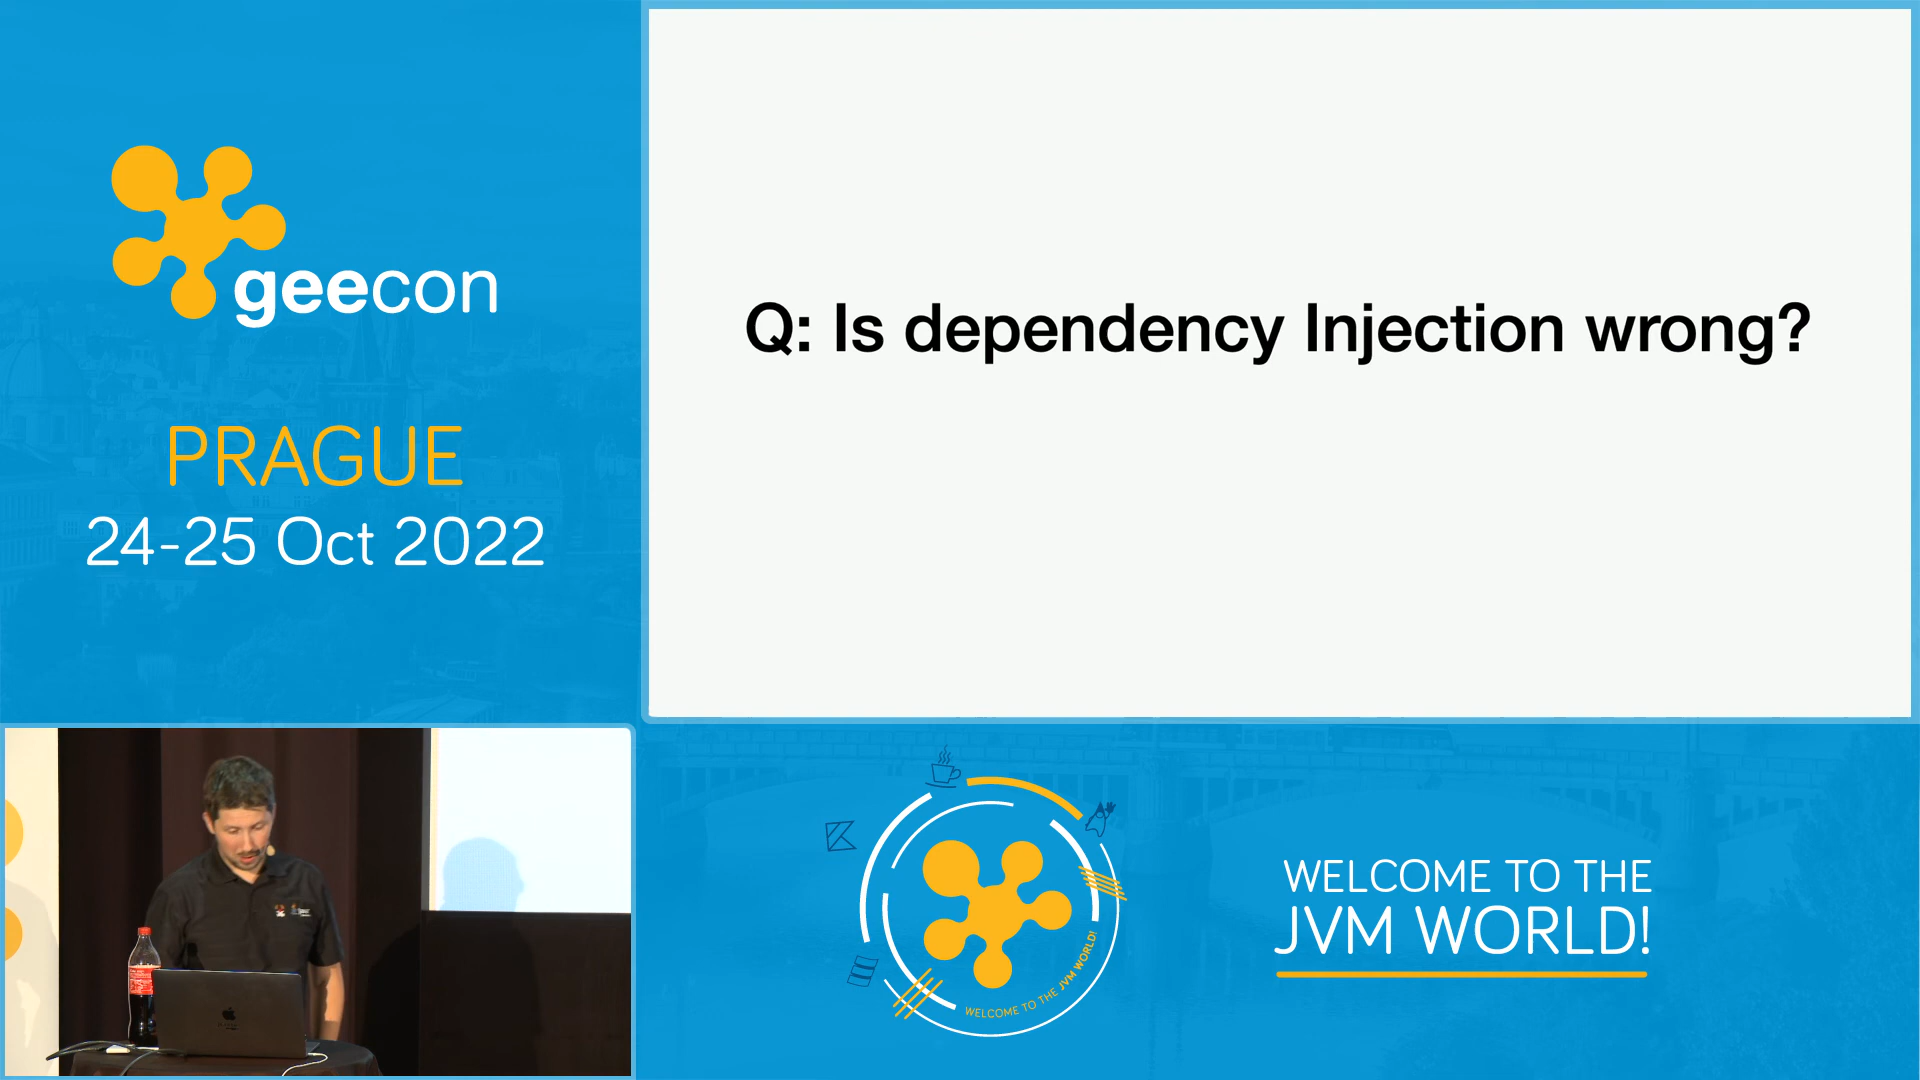 geecon
PRAGUE
24-25 Oct 2022
Q: Is dependency Injection wrong?
WELCOME TO THE JVM WORLD!
WELCOME TO THE
JVM WORLD!